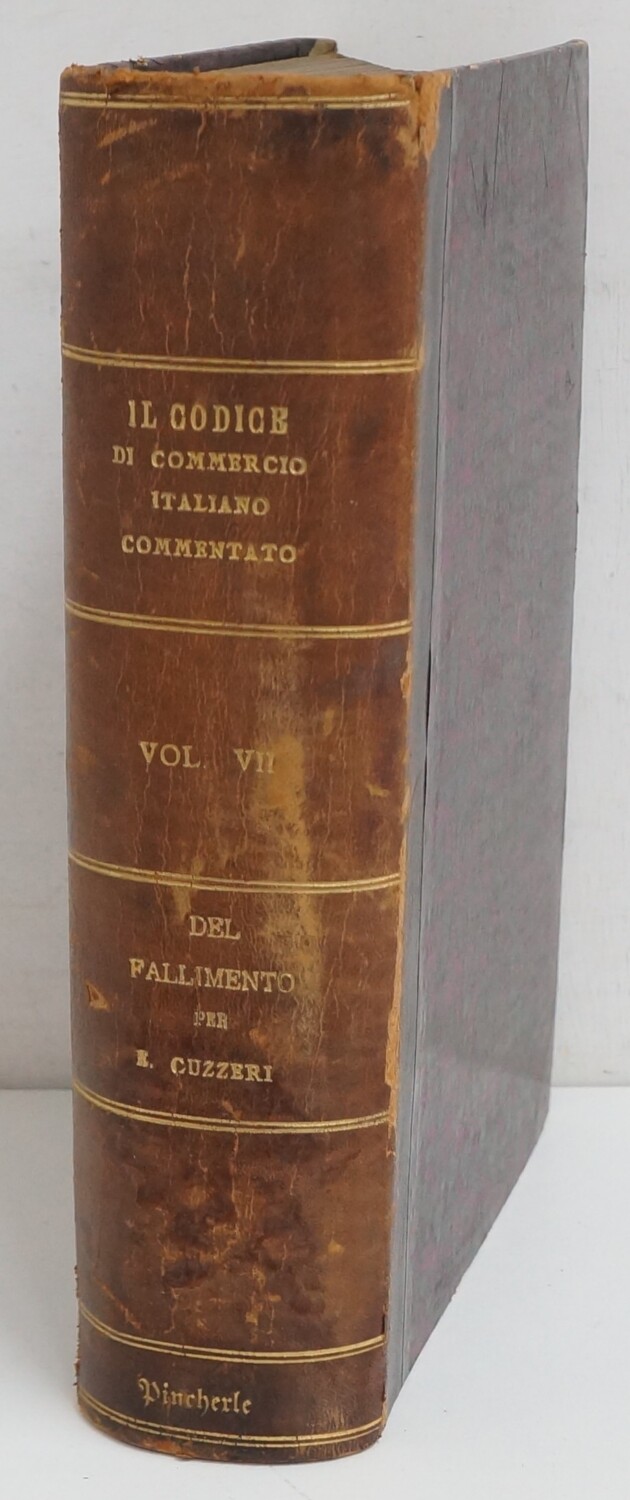 IL CODICE
DI COMMERCIO
ITALIANO
COMMENTATO
VOL. VII
DEL
FALLIMENTO
PER
E. CUZZERI
Pincherle